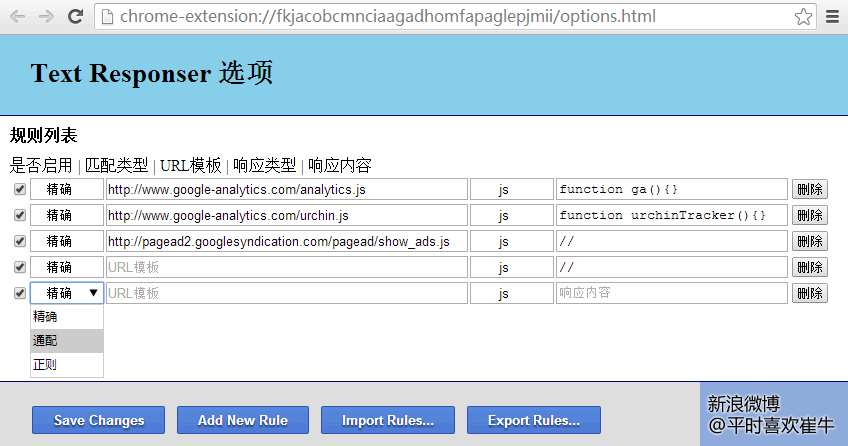 chrome-extension://fkjacobcmnciaagadhomfapaglepjmii/options.html
Text Responser 选项
规则列表
是否启用 | 匹配类型 | URL模板 | 响应类型 | 响应内容
精确 http://www.google-analytics.com/analytics.js js function ga(){} 删除
精确 http://www.google-analytics.com/urchin.js js function urchinTracker(){} 删除
精确 http://pagead2.googlesyndication.com/pagead/show_ads.js js // 删除
精确 URL模板 js // 删除
精确 URL模板 js 响应内容 删除
精确
通配
正则
Save Changes Add New Rule Import Rules... Export Rules...
新浪微博
@平时喜欢崔牛